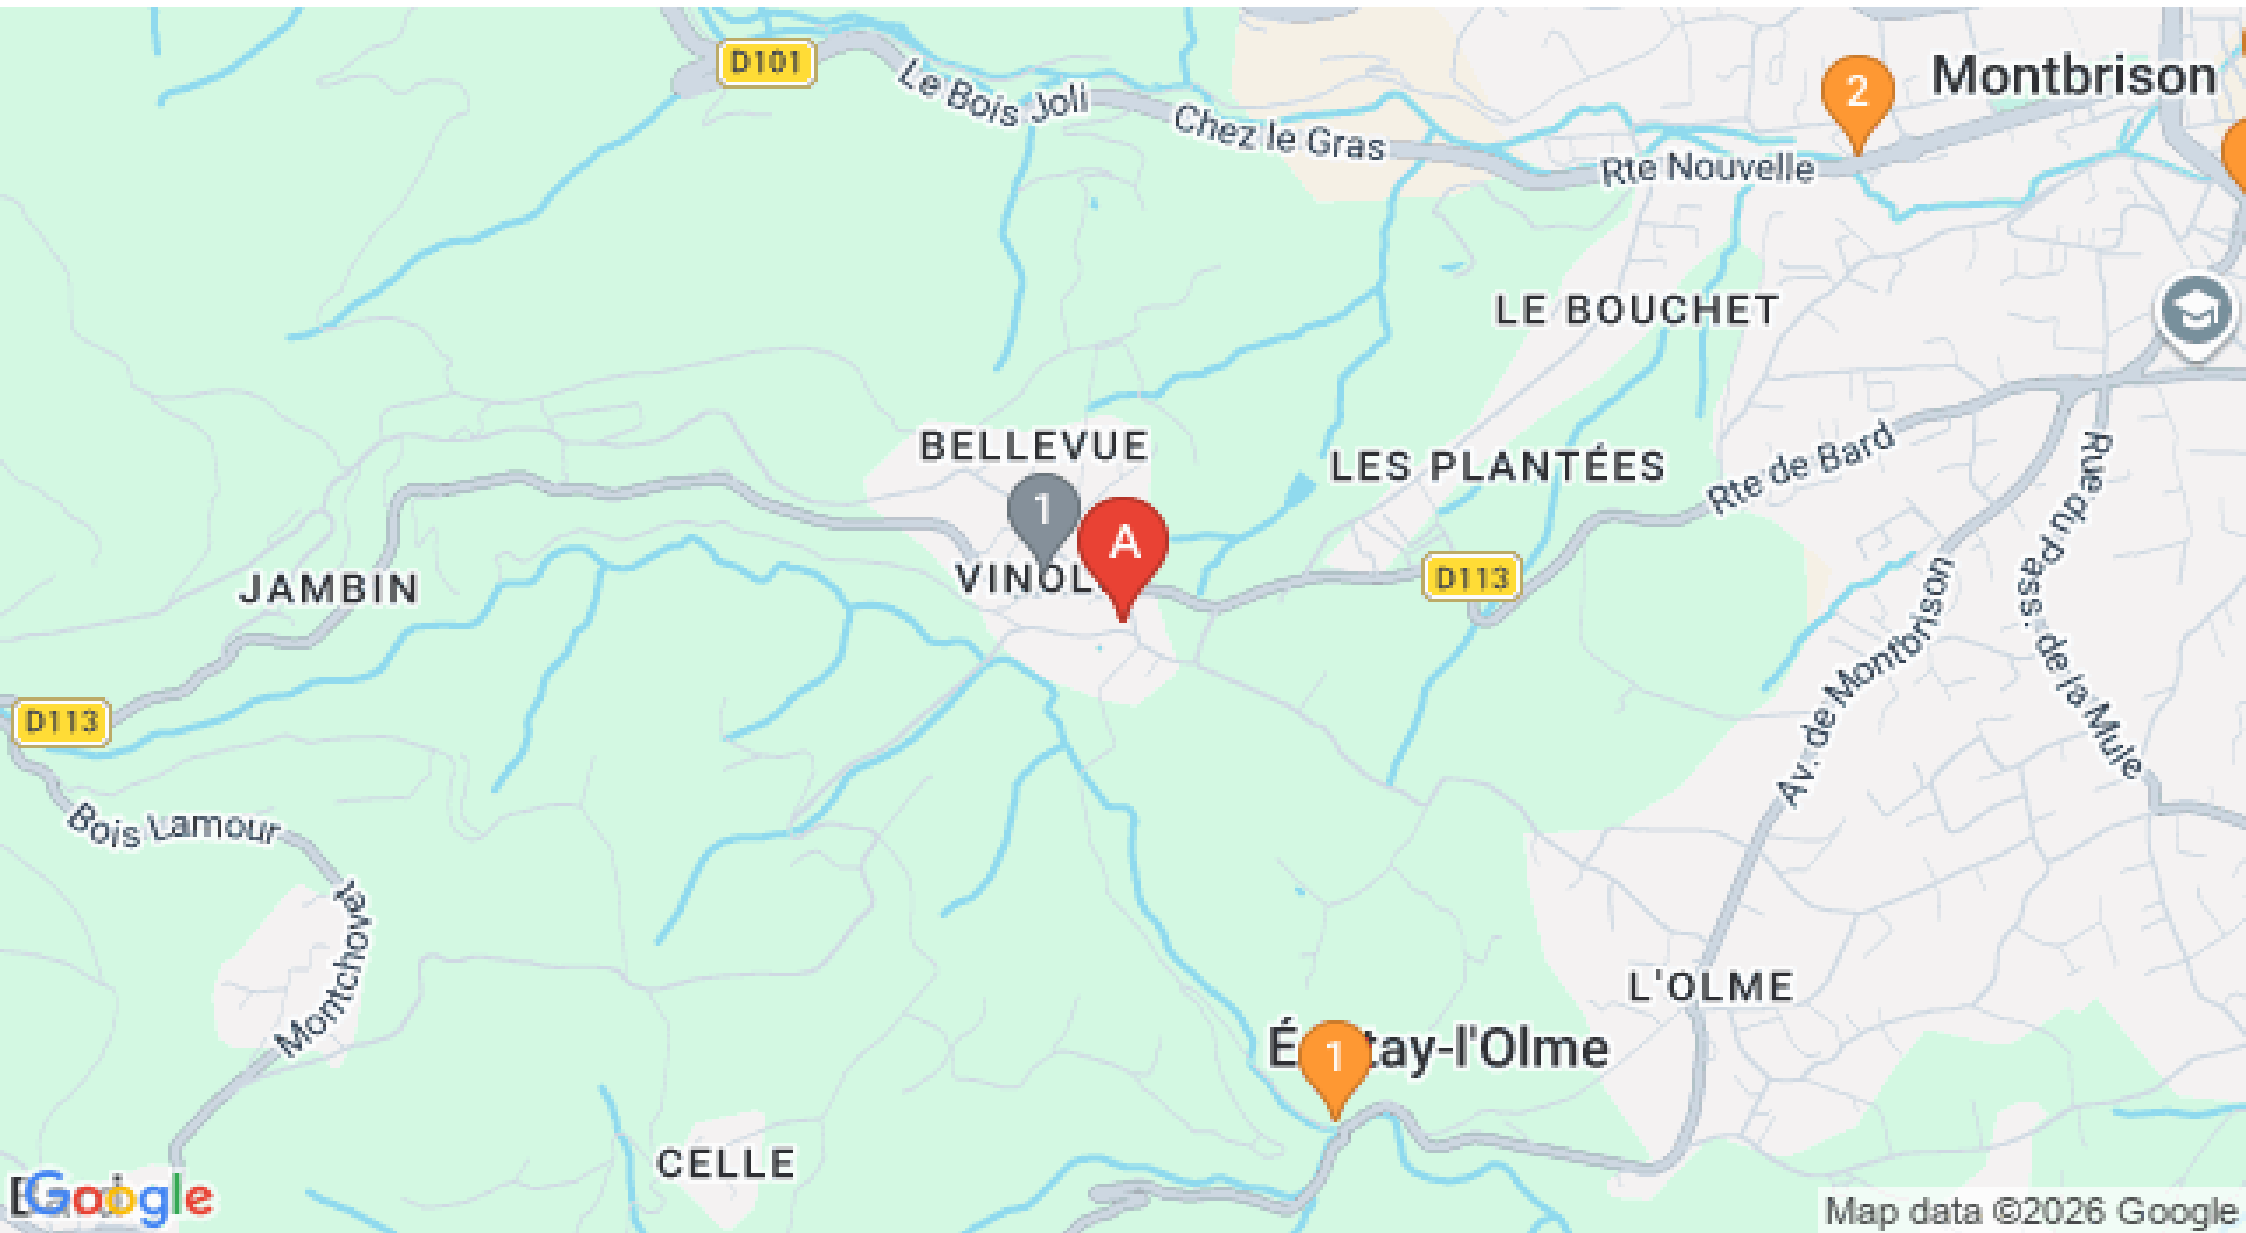 D101
Le Bois Joli
Chez le Gras
Rte Nouvelle
2
Montbrison
LE BOUCHET
BELLEVUE
LES PLANTÉES
Rte de Bard
Rue du pass. de la Mule
1
A
VINOL
D113
JAMBIN
Av. de Montbrison
D113
Bois Lamour
Montchovet
L'OLME
1
tay-l'Olme
CELLE
Google
Map data ©2026 Google